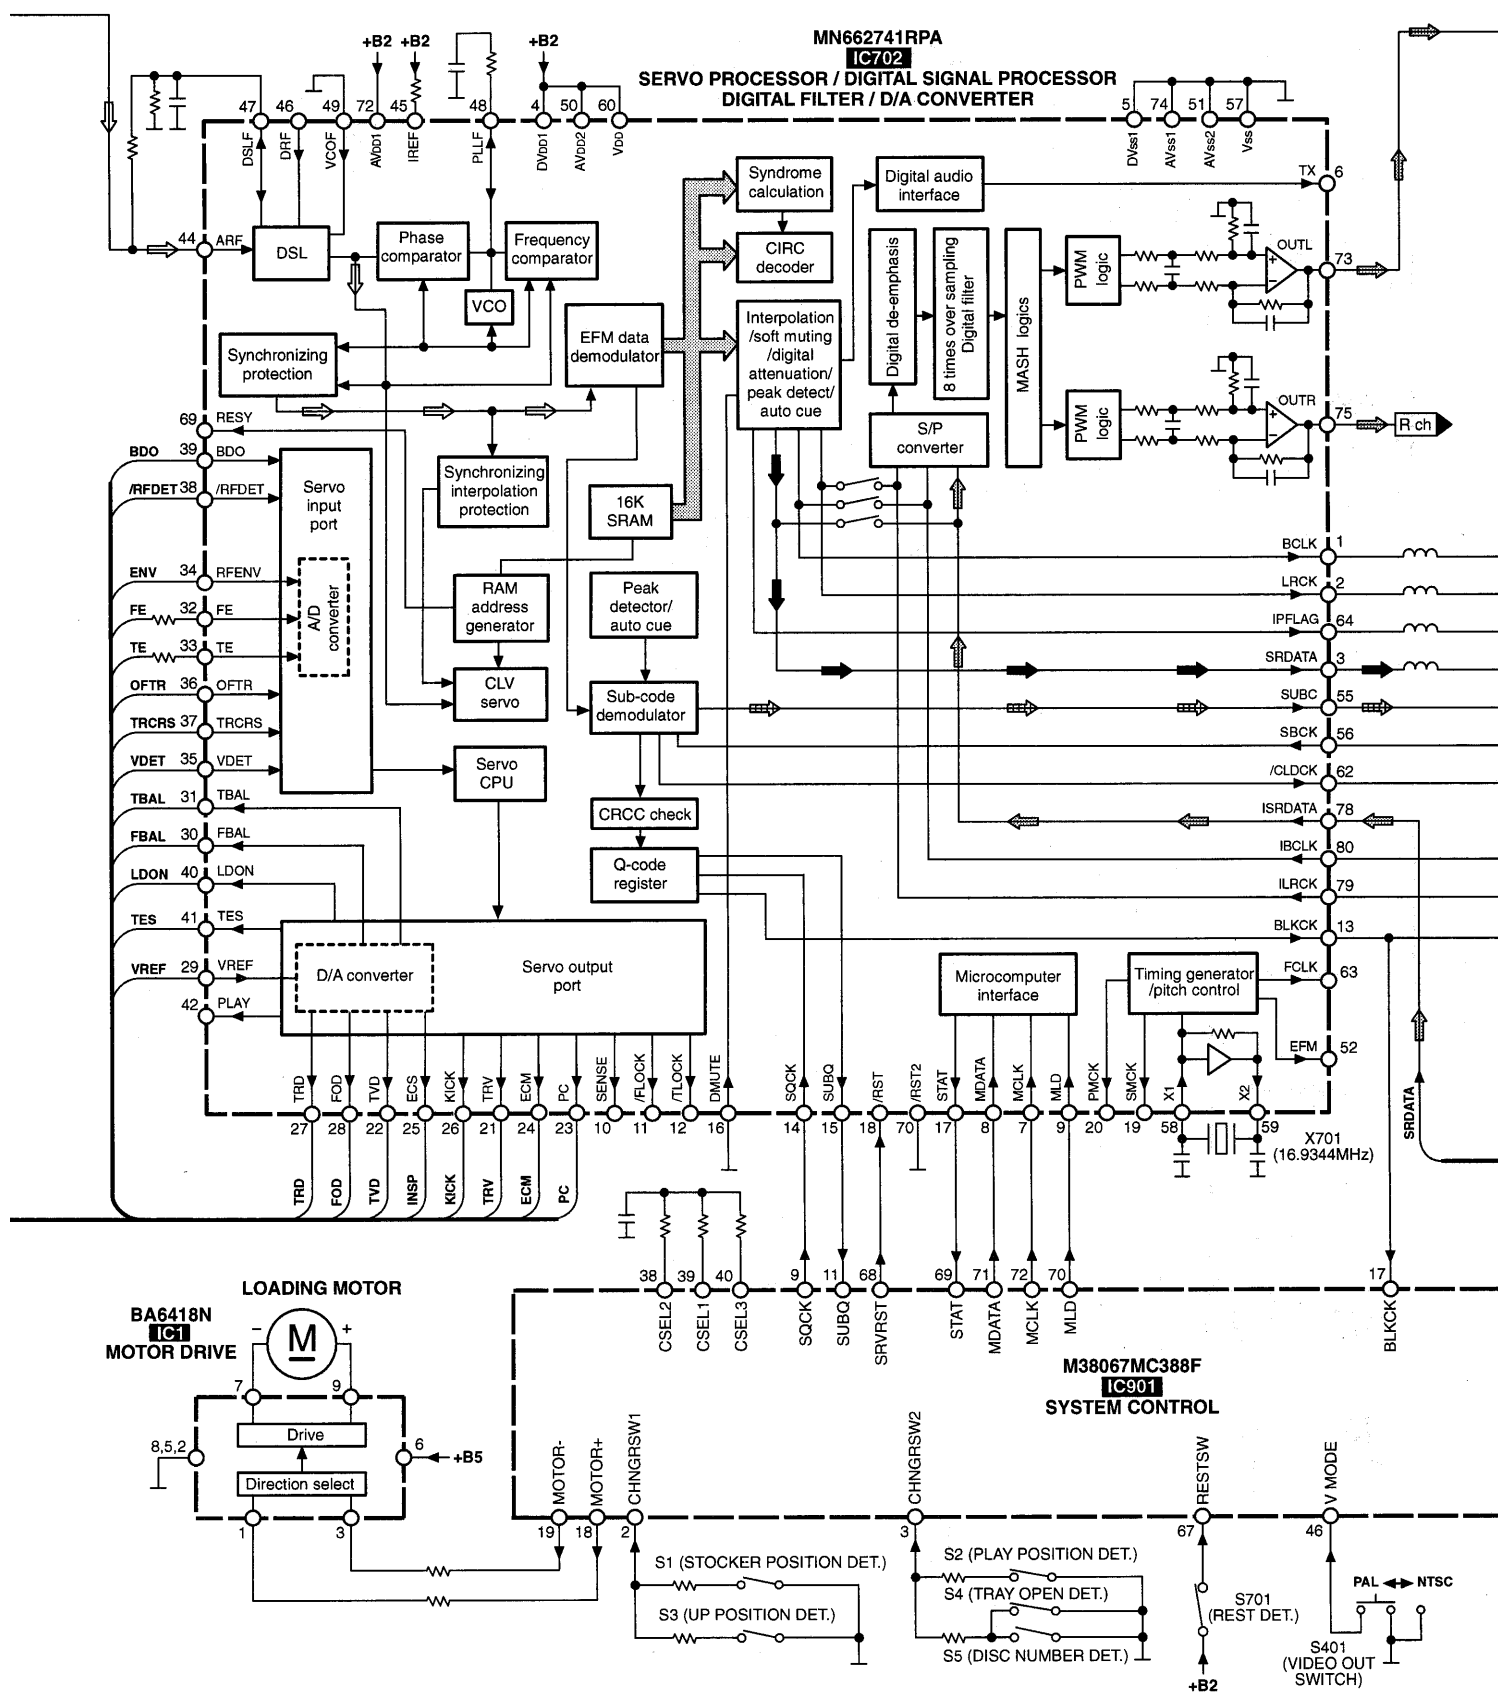 MN662741RPA
IC702
SERVO PROCESSOR / DIGITAL SIGNAL PROCESSOR
DIGITAL FILTER / D/A CONVERTER
+B2 +B2 +B2
47 46 49 72 45 48 4 50 60 5 74 51 57
DSLF DRF VCOF AVDD1 IREF PLLF DVDD1 AVDD2 VDD DVss1 AVss1 AVss2 Vss
Syndrome
calculation
Digital audio
interface
TX 6
44 ARF
DSL
Phase
comparator
Frequency
comparator
VCO
CIRC
decoder
Digital de-emphasis
8 times over sampling
Digital filter
MASH logics
PWM
logic
OUTL
73
Synchronizing
protection
EFM data
demodulator
Interpolation
/soft muting
/digital
attenuation/
peak detect/
auto cue
S/P
converter
PWM
logic
OUTR
75
R ch
69 RESY
BDO 39 BDO
/RFDET 38 /RFDET
Servo
input
port
Synchronizing
interpolation
protection
16K
SRAM
ENV 34 RFENV
FE 32 FE
TE 33 TE
OFTR 36 OFTR
TRCRS 37 TRCRS
VDET 35 VDET
TBAL 31 TBAL
FBAL 30 FBAL
LDON 40 LDON
TES 41 TES
VREF 29 VREF
42 PLAY
A/D
converter
RAM
address
generator
Peak
detector/
auto cue
CLV
servo
Sub-code
demodulator
Servo
CPU
CRCC check
Q-code
register
BCLK 1
LRCK 2
IPFLAG 64
SRDATA 3
SUBC 55
SBCK 56
/CLDCK 62
ISRDATA 78
IBCLK 80
ILRCK 79
BLKCK 13
FCLK 63
EFM 52
D/A converter
Servo output
port
Microcomputer
interface
Timing generator
/pitch control
TRD FOD TVD ECS KICK TRV ECM PC SENSE /FLOCK /TLOCK DMUTE SQCK SUBQ /RST /RST2 STAT MDATA MCLK MLD PMCK SMCK X1 X2
27 28 22 25 26 21 24 23 10 11 12 16 14 15 18 70 17 8 7 9 20 19 58 59
X701
(16.9344MHz)
SRDATA
TRD FOD TVD INSP KICK TRV ECM PC
38 39 40 9 11 68 69 71 72 70 17
CSEL2 CSEL1 CSEL3 SQCK SUBQ SRVRST STAT MDATA MCLK MLD BLKCK
LOADING MOTOR
BA6418N
IC1
MOTOR DRIVE
− M +
7 9
Drive
Direction select
8,5,2
6 +B5
1 3
M38067MC388F
IC901
SYSTEM CONTROL
MOTOR- MOTOR+ CHNGRSW1 CHNGRSW2 RESTSW V MODE
19 18 2 3 67 46
S1 (STOCKER POSITION DET.)
S3 (UP POSITION DET.)
S2 (PLAY POSITION DET.)
S4 (TRAY OPEN DET.)
S5 (DISC NUMBER DET.)
S701
(REST DET.)
+B2
PAL NTSC
S401
(VIDEO OUT
SWITCH)